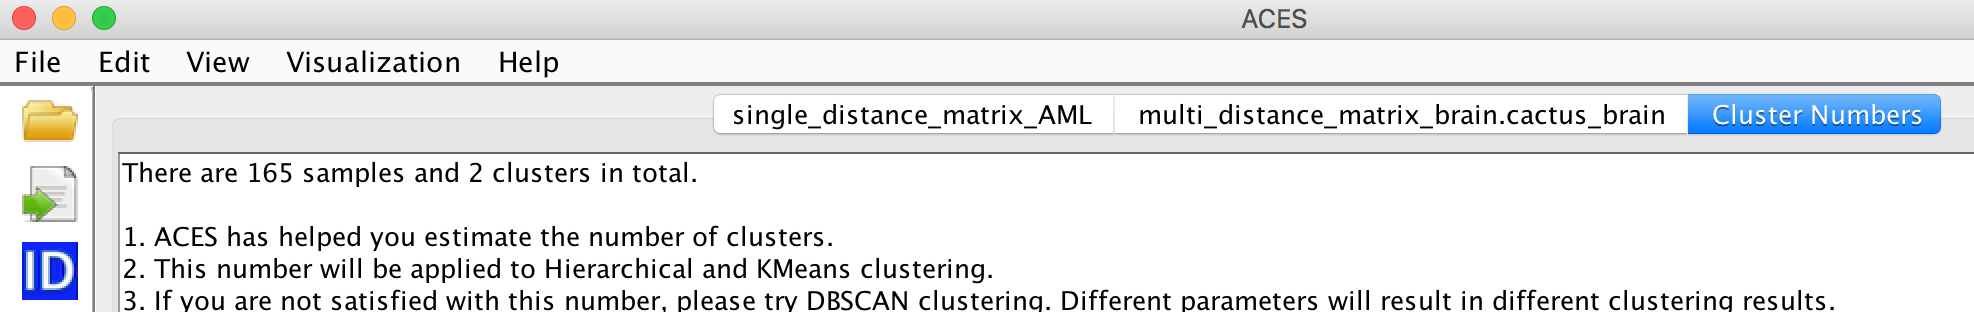 ACES
File Edit View Visualization Help
single_distance_matrix_AML multi_distance_matrix_brain.cactus_brain Cluster Numbers
There are 165 samples and 2 clusters in total.
1. ACES has helped you estimate the number of clusters.
2. This number will be applied to Hierarchical and KMeans clustering.
ID
3. If you are not satisfied with this number, please try DBSCAN clustering. Different parameters will result in different clustering results.